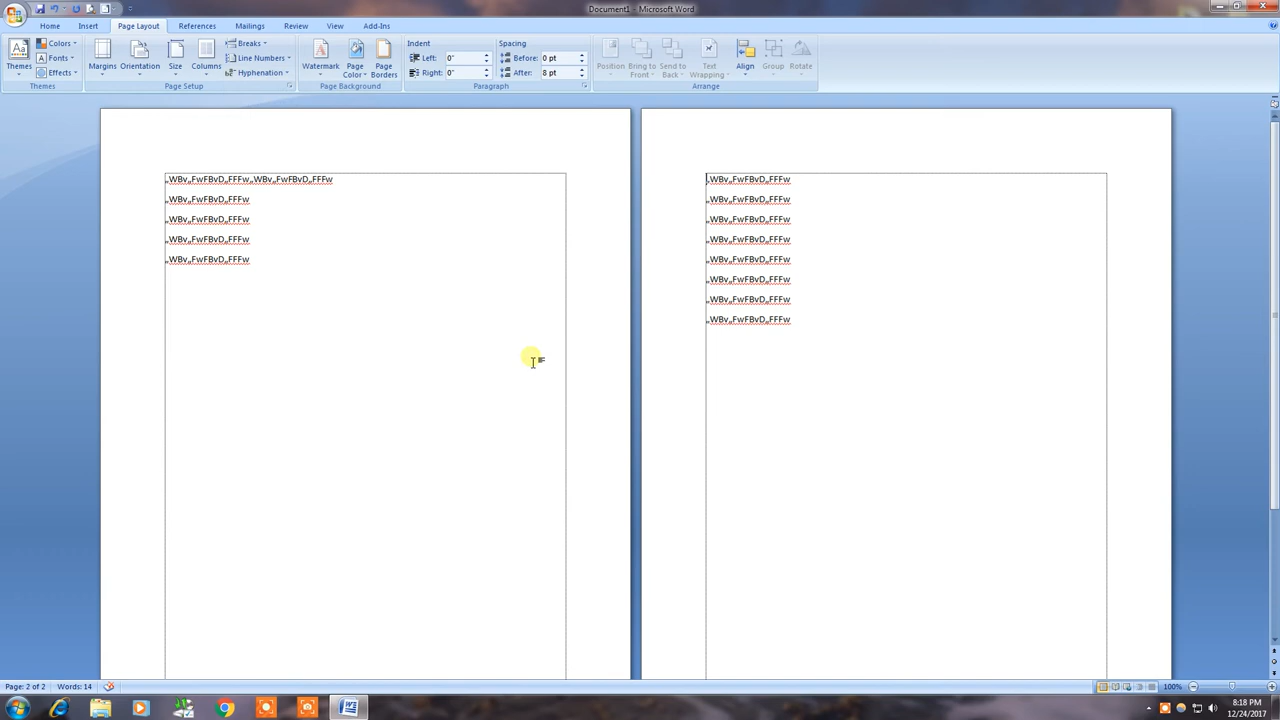 Document1 - Microsoft Word
Home Insert Page Layout References Mailings Review View Add-Ins
Themes
Colors
Fonts
Effects
Themes
Margins
Orientation
Size
Columns
Breaks
Line Numbers
Hyphenation
Page Setup
Watermark
Page Color
Page Borders
Page Background
Indent
Left: 0"
Right: 0"
Spacing
Before: 0 pt
After: 8 pt
Paragraph
Position
Bring to Front
Send to Back
Text Wrapping
Align
Group
Rotate
Arrange
„WBv„FwFBvD„FFFw„WBv„FwFBvD„FFFw
„WBv„FwFBvD„FFFw
„WBv„FwFBvD„FFFw
„WBv„FwFBvD„FFFw
„WBv„FwFBvD„FFFw
„WBv„FwFBvD„FFFw
„WBv„FwFBvD„FFFw
„WBv„FwFBvD„FFFw
„WBv„FwFBvD„FFFw
„WBv„FwFBvD„FFFw
„WBv„FwFBvD„FFFw
„WBv„FwFBvD„FFFw
„WBv„FwFBvD„FFFw
Page: 2 of 2 Words: 14 100%
8:18 PM
12/24/2017